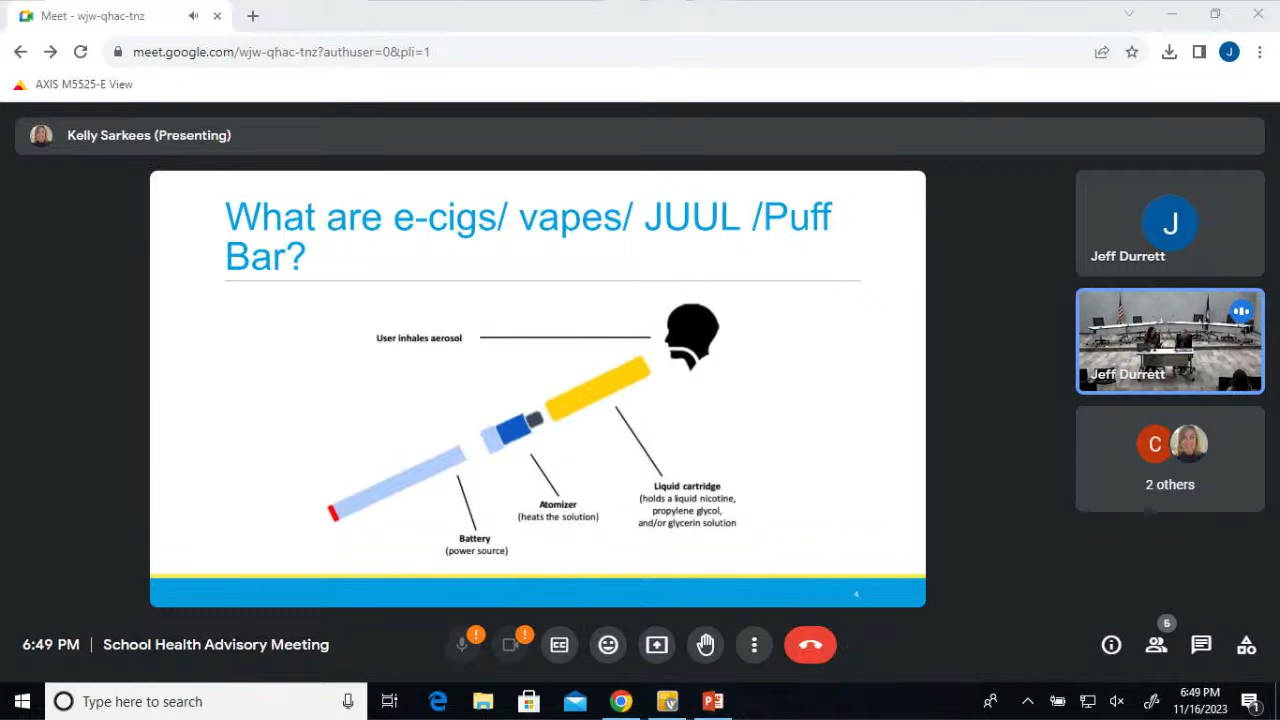 Meet - wjw-qhac-tnz
meet.google.com/wjw-qhac-tnz?authuser=0&pli=1
J
AXIS M5525-E View
Kelly Sarkees (Presenting)
What are e-cigs/ vapes/ JUUL /Puff
Bar?
User inhales aerosol
Liquid cartridge
(holds a liquid nicotine,
propylene glycol,
and/or glycerin solution
Atomizer
(heats the solution)
Battery
(power source)
4
J
Jeff Durrett
Jeff Durrett
C
2 others
6:49 PM | School Health Advisory Meeting
5
Type here to search
6:49 PM
11/16/2023
1